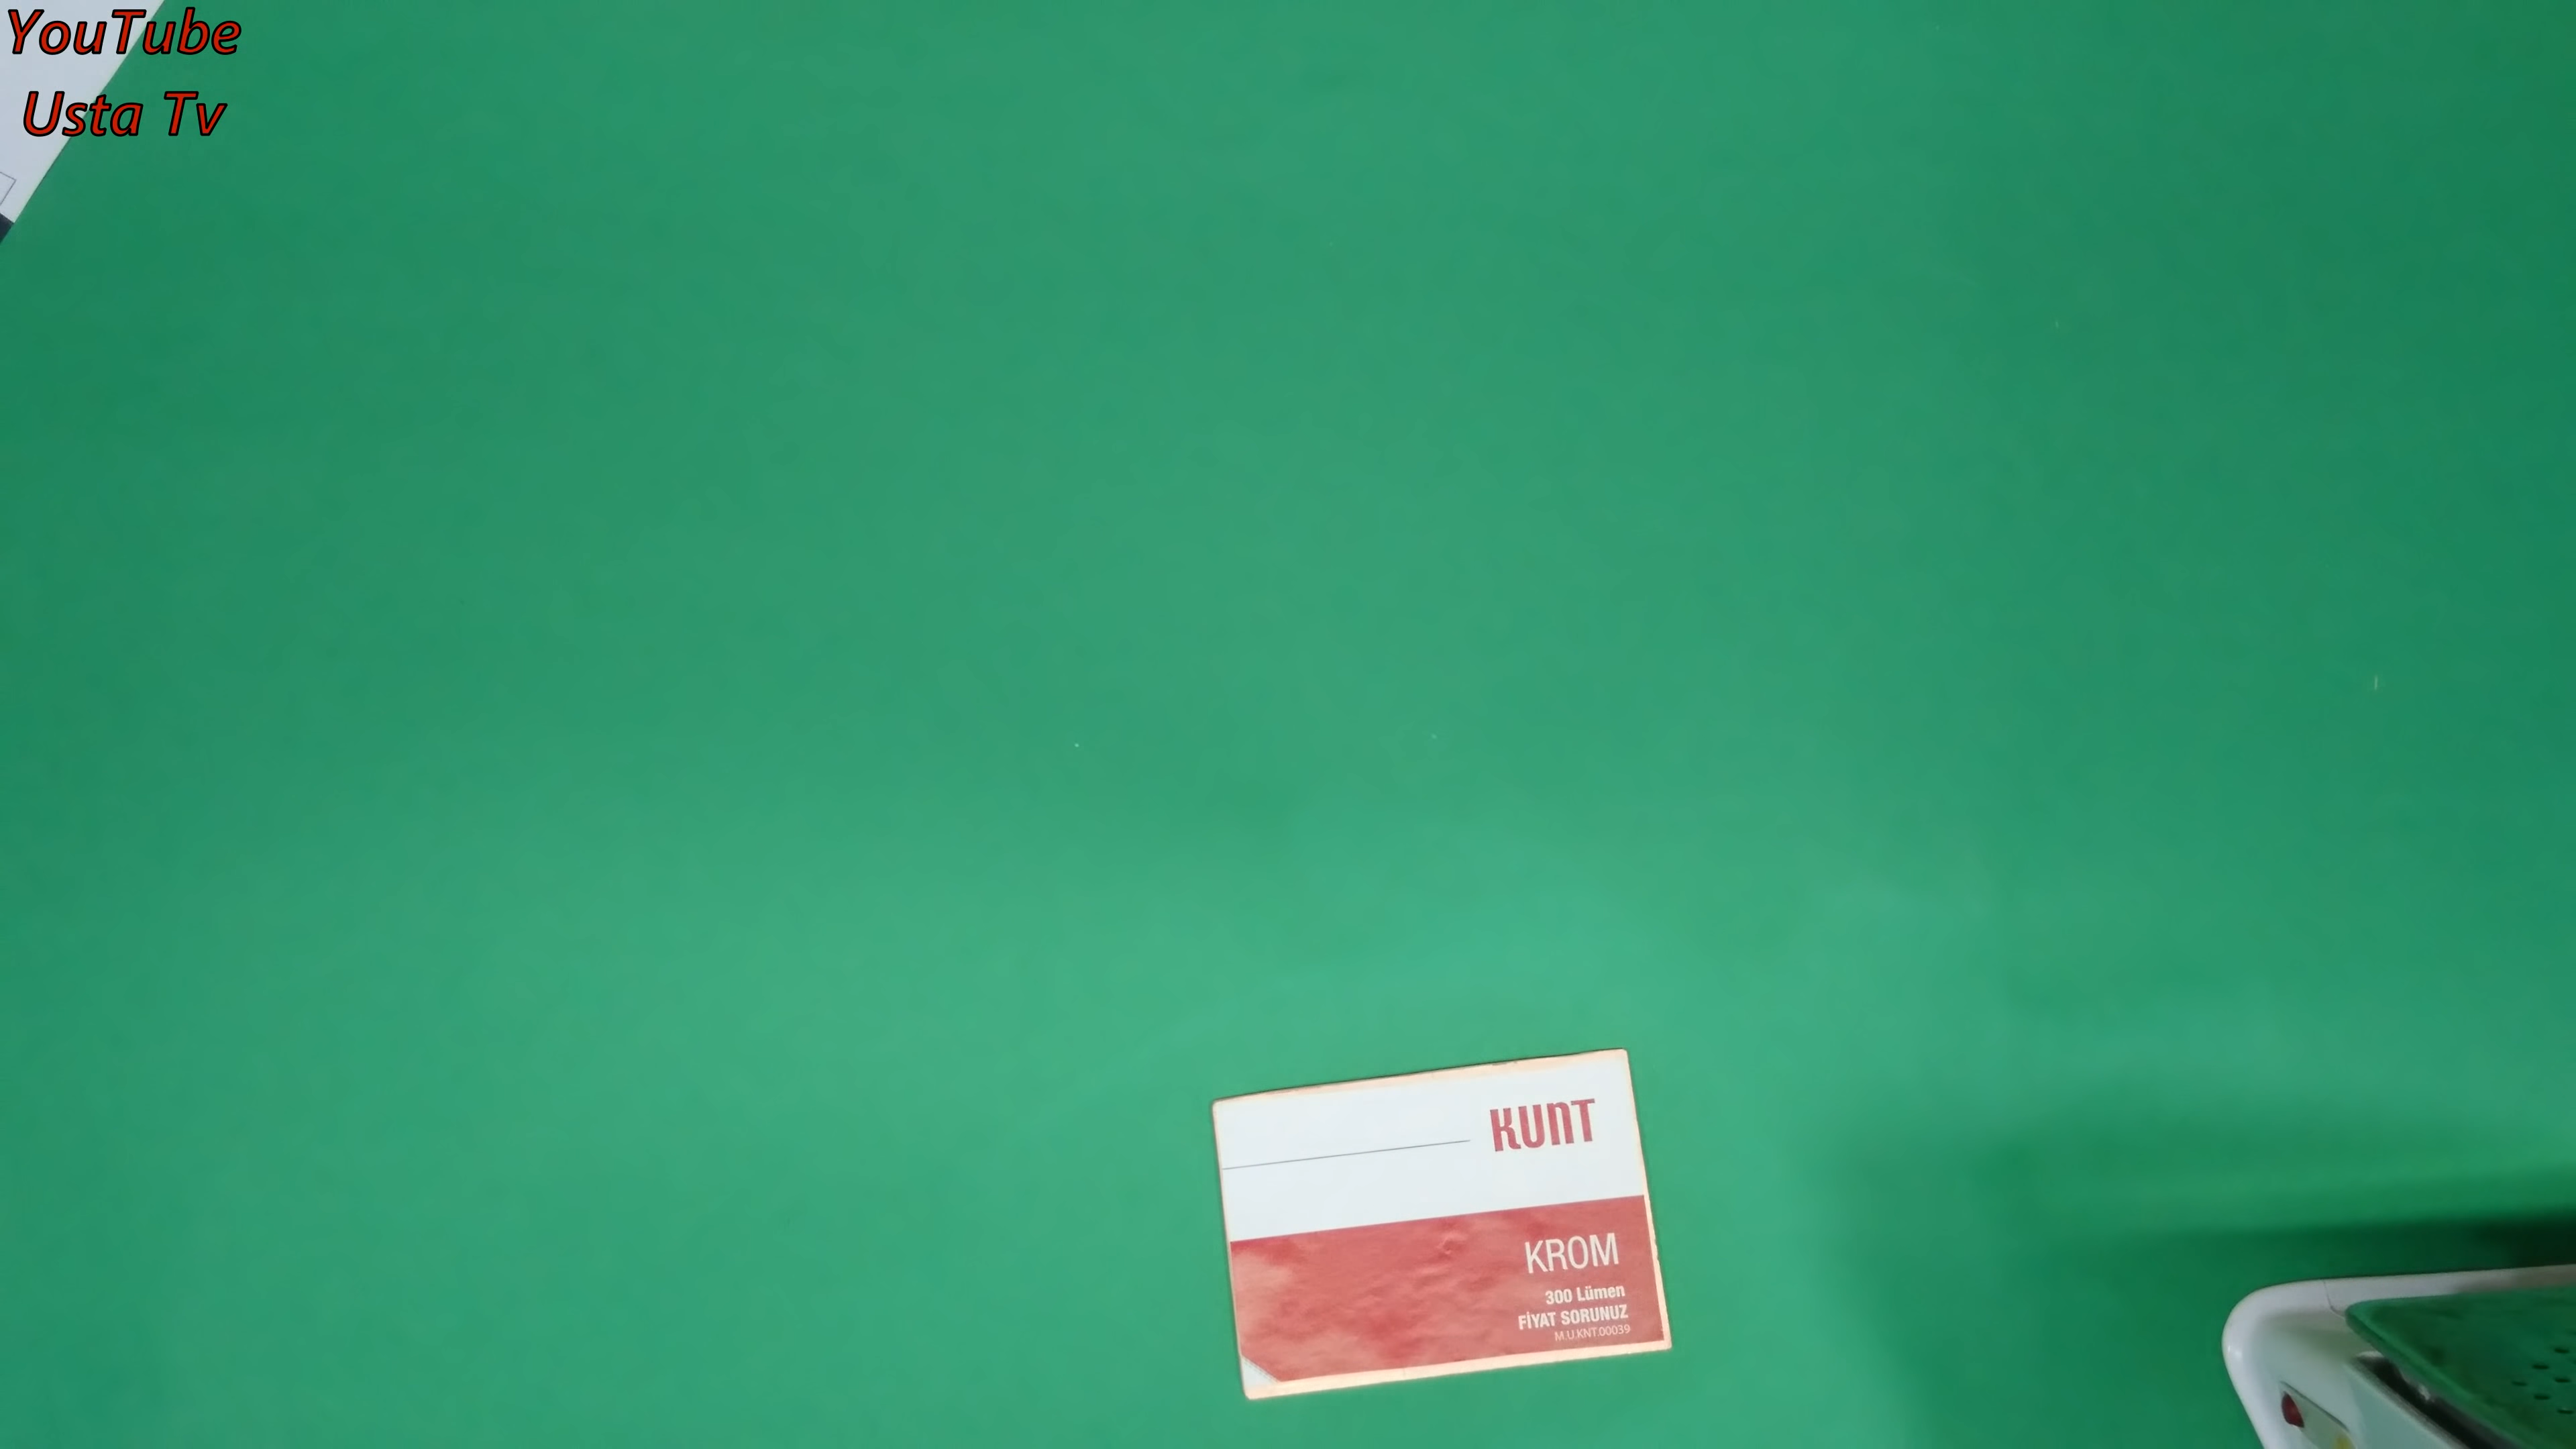 YouTube
Usta Tv
KUNT
KROM
300 Lümen
FİYAT SORUNUZ
M.U.KNT.00039